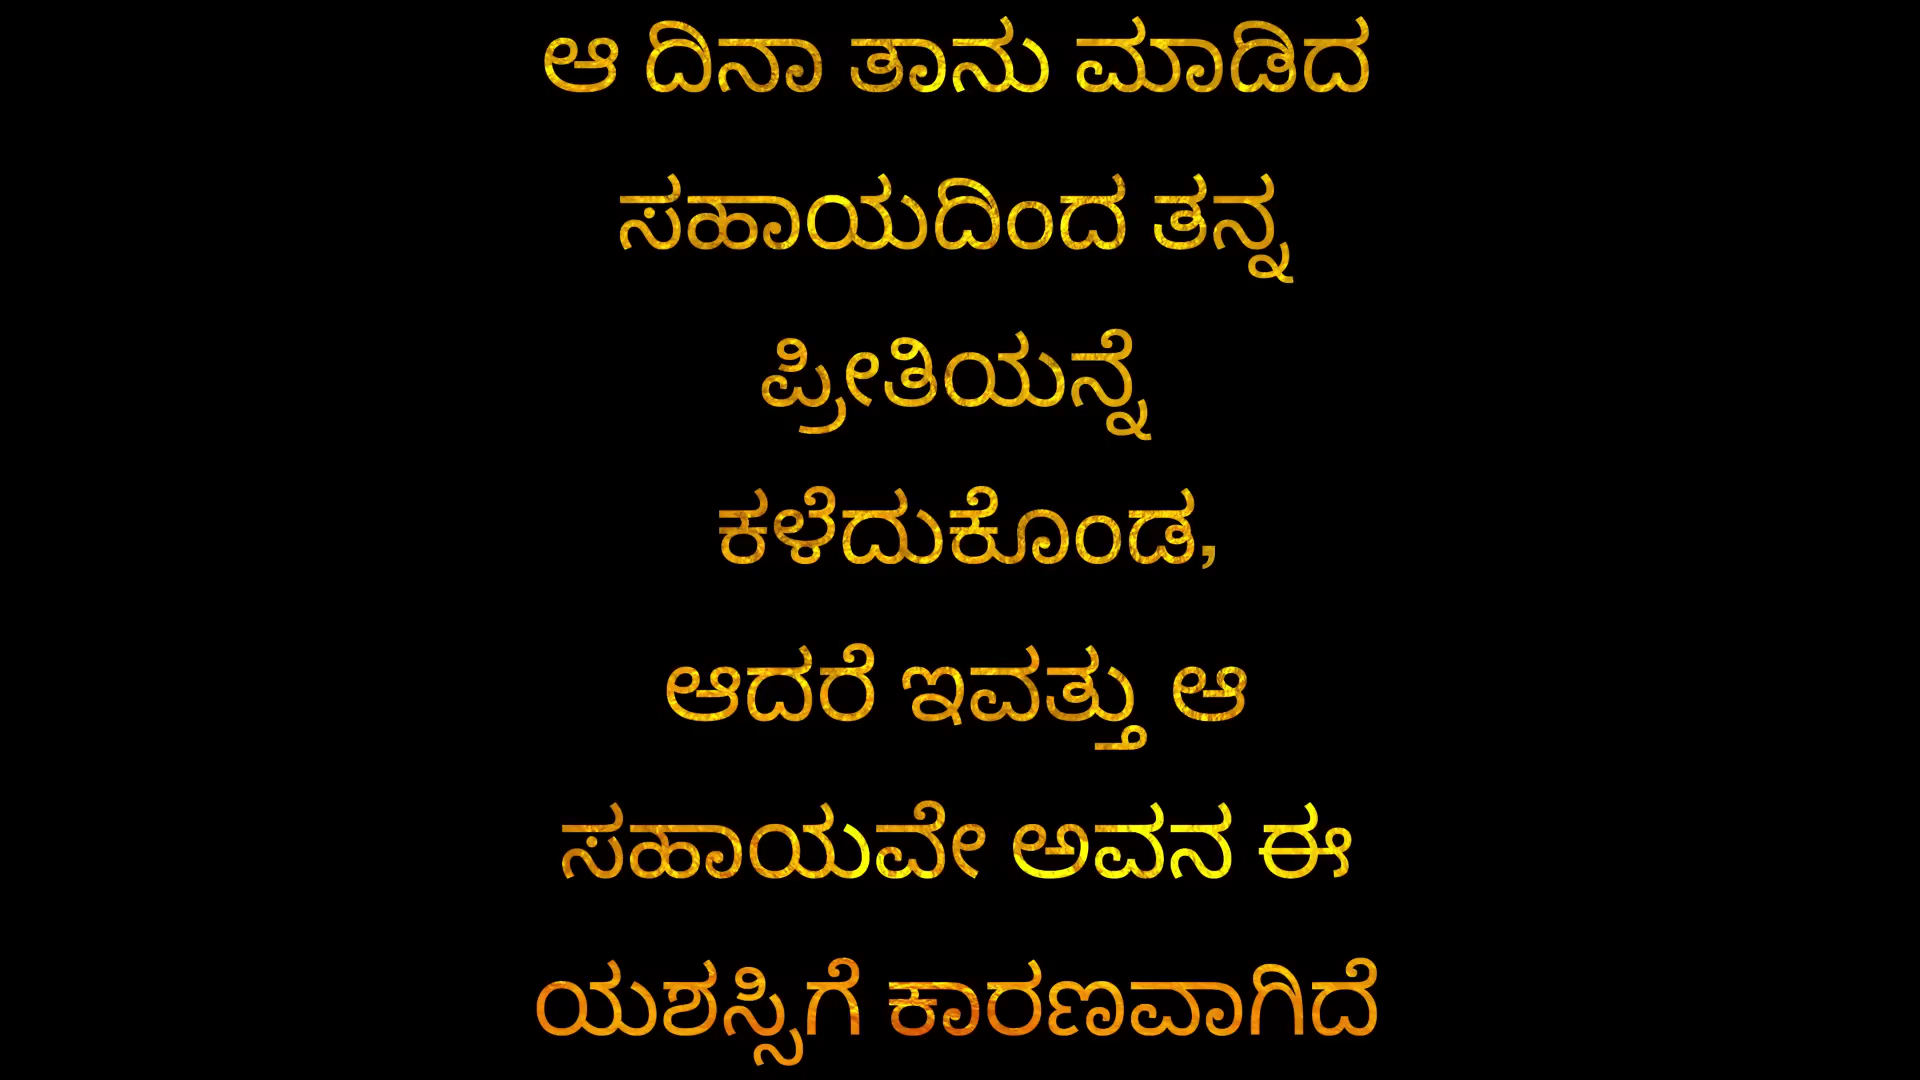 ಆ ದಿನಾ ತಾನು ಮಾಡಿದ
ಸಹಾಯದಿಂದ ತನ್ನ
ಪ್ರೀತಿಯನ್ನೆ
ಕಳೆದುಕೊಂಡ,
ಆದರೆ ಇವತ್ತು ಆ
ಸಹಾಯವೇ ಅವನ ಈ
ಯಶಸ್ಸಿಗೆ ಕಾರಣವಾಗಿದೆ